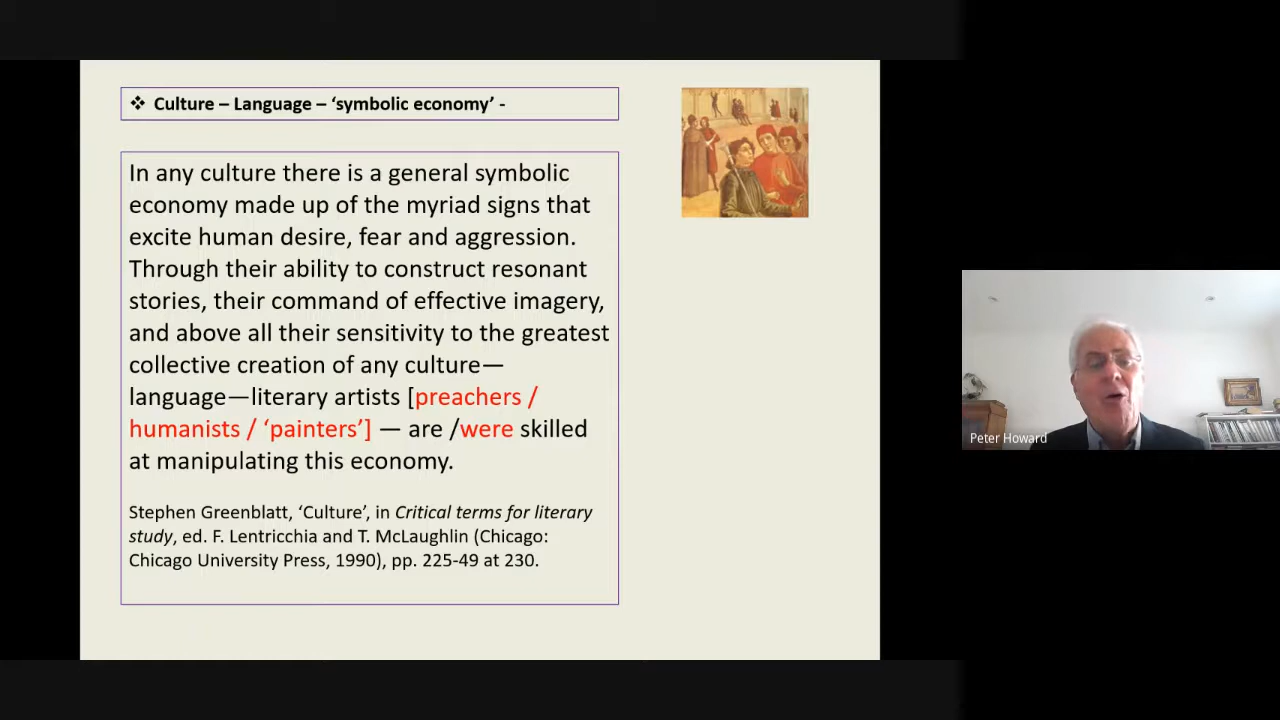 ❖ Culture – Language – ‘symbolic economy’ -
In any culture there is a general symbolic
economy made up of the myriad signs that
excite human desire, fear and aggression.
Through their ability to construct resonant
stories, their command of effective imagery,
and above all their sensitivity to the greatest
collective creation of any culture—
language—literary artists [preachers /
humanists / ‘painters’] — are /were skilled
at manipulating this economy.
Stephen Greenblatt, ‘Culture’, in Critical terms for literary
study, ed. F. Lentricchia and T. McLaughlin (Chicago:
Chicago University Press, 1990), pp. 225-49 at 230.
Peter Howard